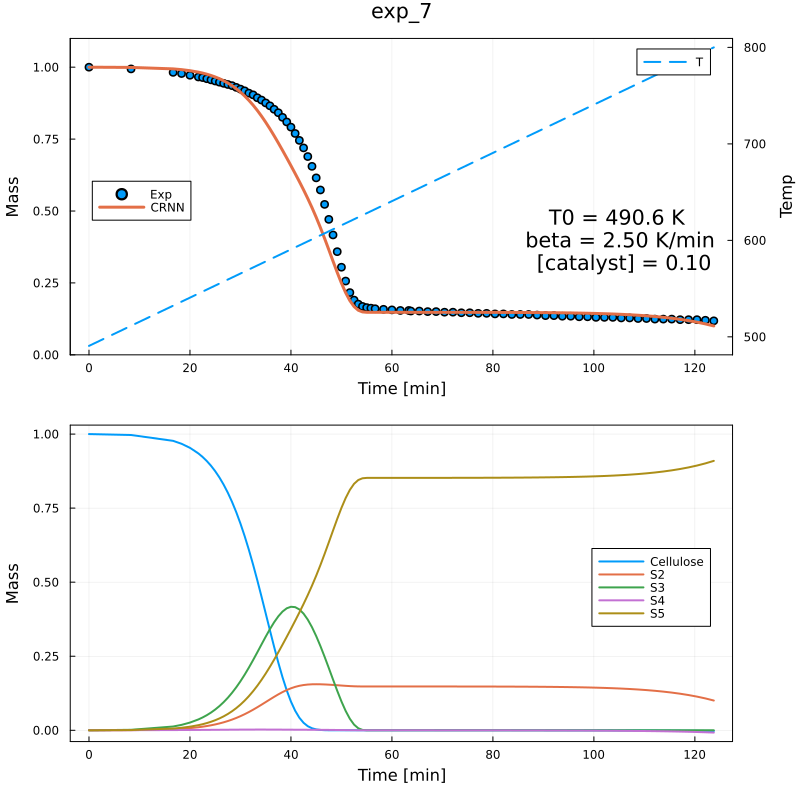 exp_7
1.00
0.75
0.50
0.25
0.00
Mass
Exp
CRNN
T
T0 = 490.6 K
beta = 2.50 K/min
[catalyst] = 0.10
800
700
600
500
Temp
0 20 40 60 80 100 120
Time [min]
1.00
0.75
0.50
0.25
0.00
Mass
Cellulose
S2
S3
S4
S5
0 20 40 60 80 100 120
Time [min]